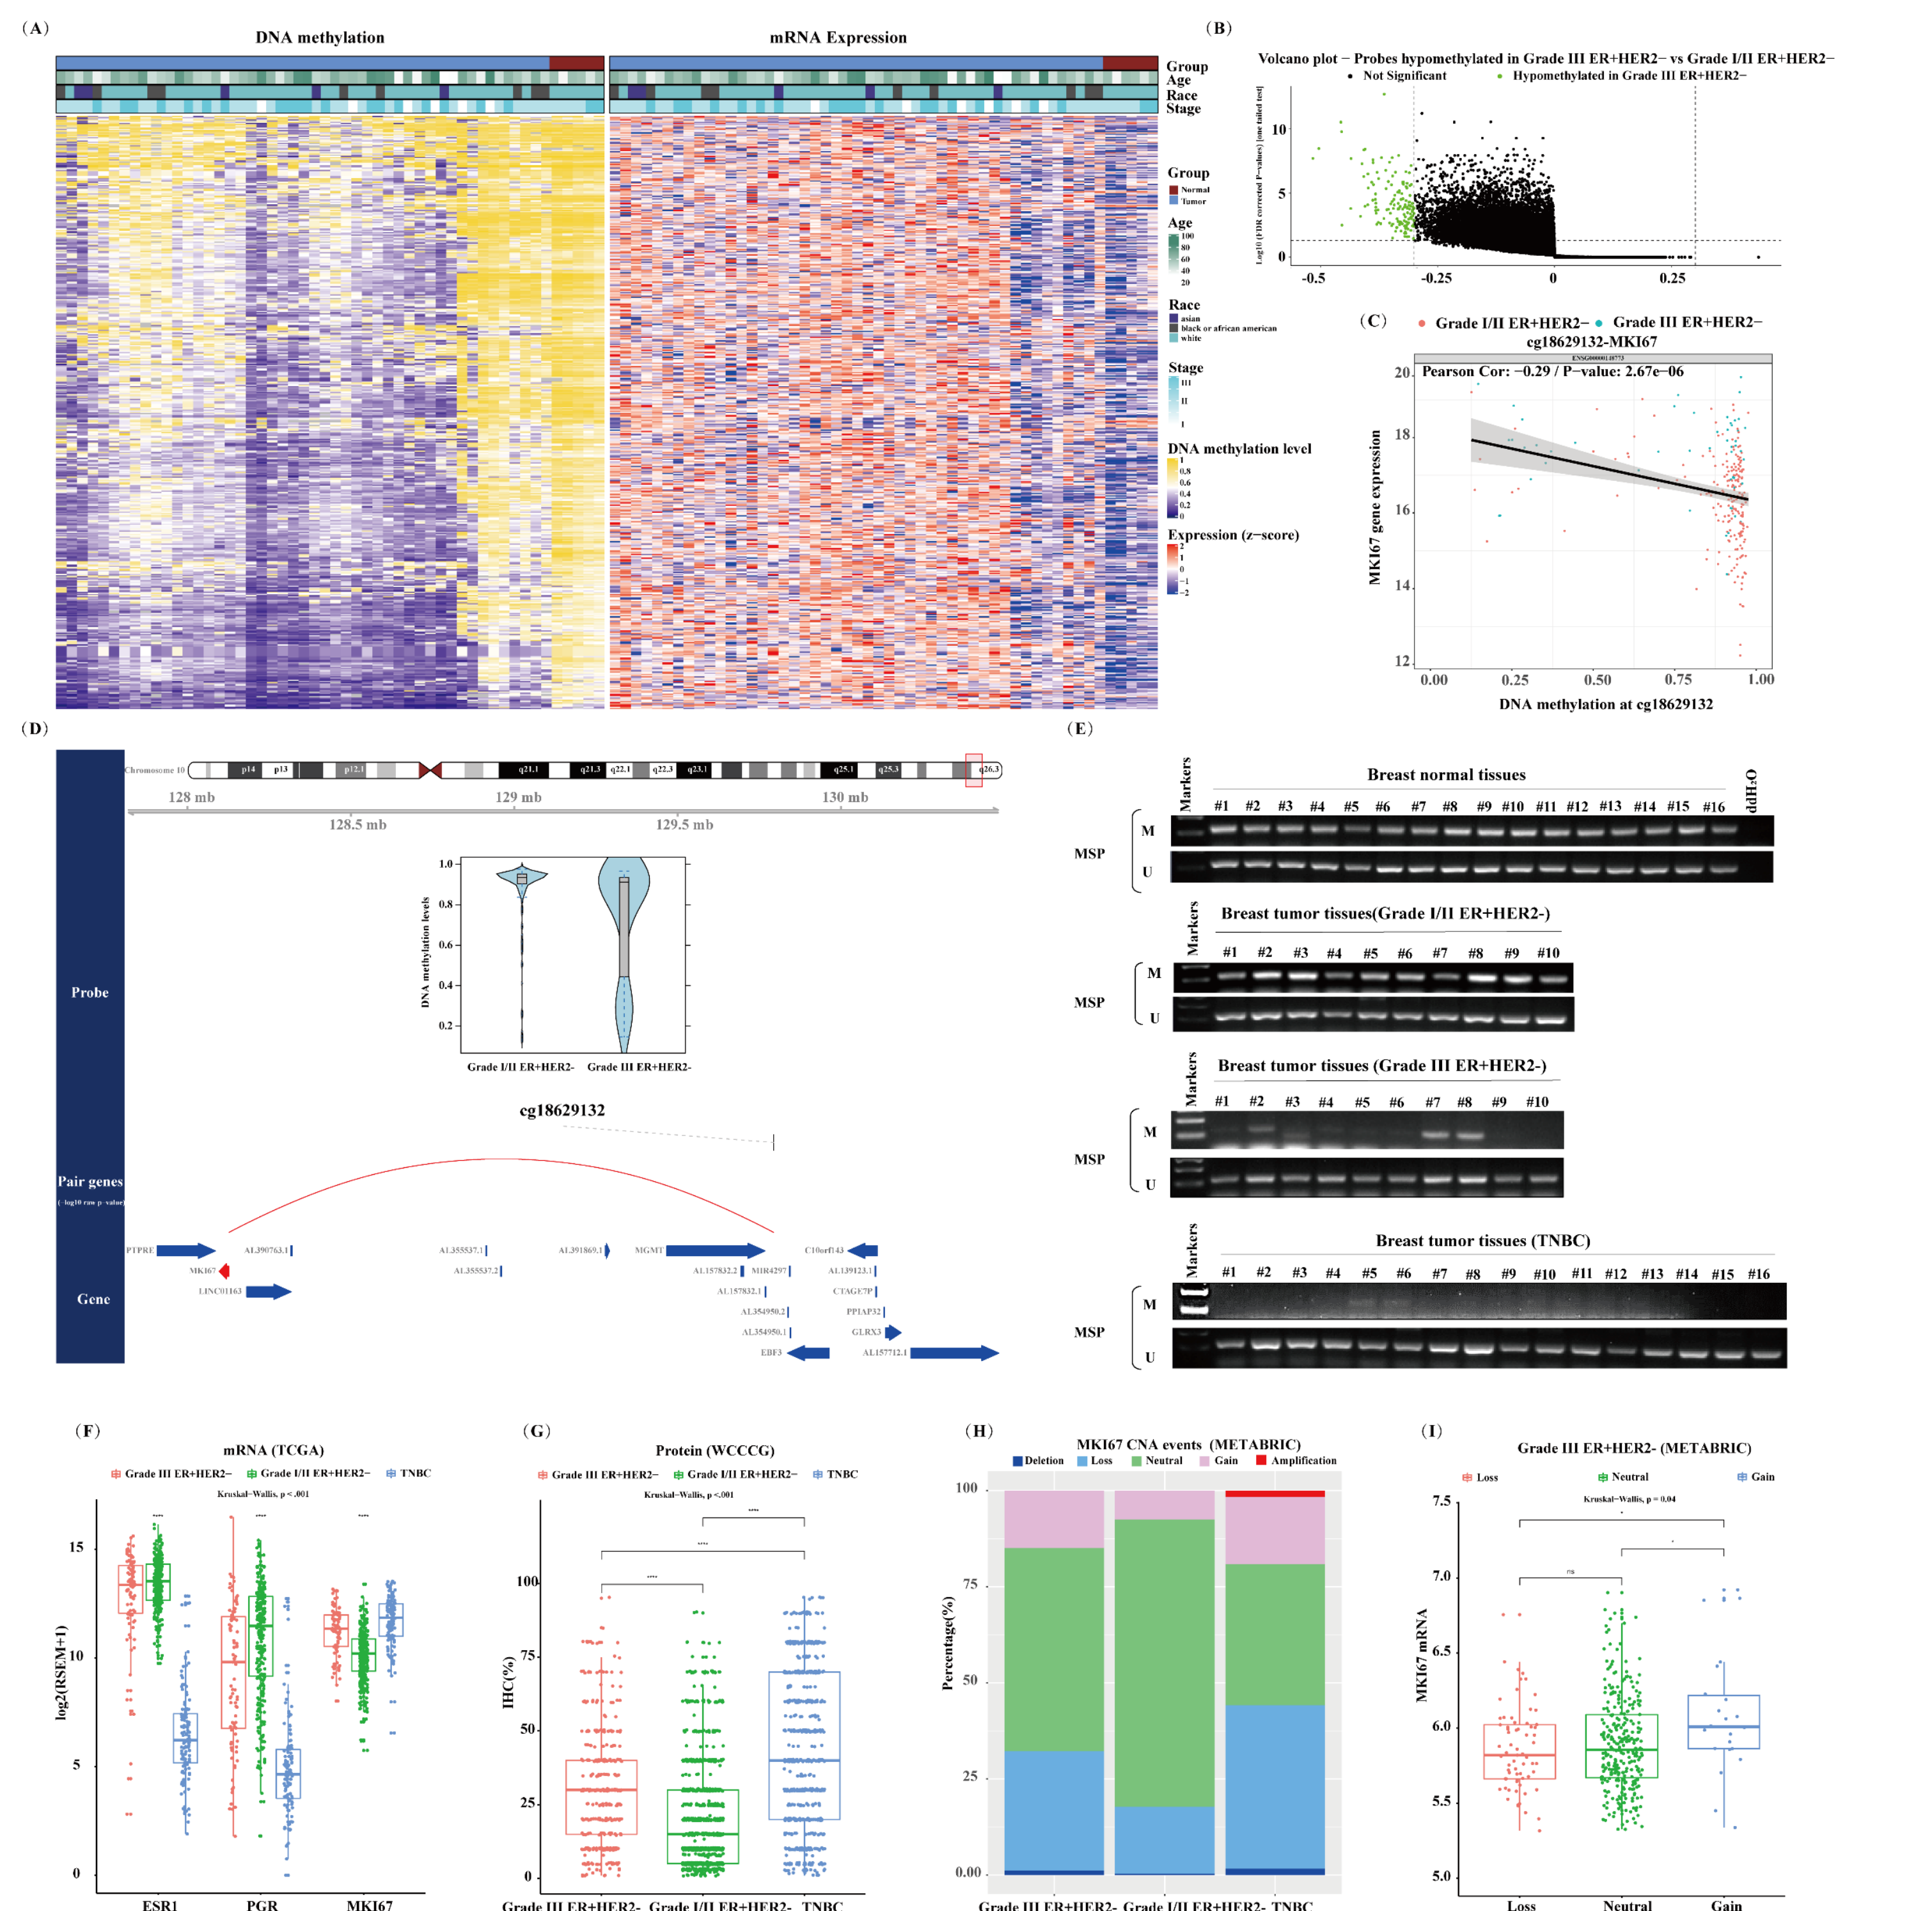 (A)
DNA methylation
mRNA Expression
Group
Age
Race
Stage
Group
Normal
Tumor
Age
100
80
60
40
20
Race
asian
black or african american
white
Stage
III
II
I
DNA methylation level
1
0.8
0.6
0.4
0.2
0
Expression (z−score)
2
1
0
−1
−2
(B)
Volcano plot − Probes hypomethylated in Grade III ER+HER2− vs Grade I/II ER+HER2−
Not Significant
Hypomethylated in Grade III ER+HER2−
Log10 (FDR corrected P-values) [one tailed test]
10
5
0
-0.5
-0.25
0
0.25
(C)
Grade I/II ER+HER2−
Grade III ER+HER2−
cg18629132-MKI67
ENSG00000148773
Pearson Cor: −0.29 / P−value: 2.67e−06
MKI67 gene expression
20
18
16
14
12
0.00
0.25
0.50
0.75
1.00
DNA methylation at cg18629132
(D)
Chromosome 10
p14
p13
p12.1
q21.1
q21.3
q22.1
q22.3
q23.1
q25.1
q25.3
q26.3
128 mb
129 mb
130 mb
128.5 mb
129.5 mb
Probe
DNA methylation levels
1.0
0.8
0.6
0.4
0.2
Grade I/II ER+HER2-
Grade III ER+HER2-
cg18629132
Pair genes
(−log10 raw p−value)
Gene
PTPRE
AL390763.1
AL355537.1
AL391869.1
MGMT
C10orf143
MKI67
AL355537.2
AL157832.2
MIR4297
AL139123.1
LINC01163
AL157832.1
CTAGE7P
AL354950.2
PPIAP32
AL354950.1
GLRX3
EBF3
AL157712.1
(E)
Markers
Breast normal tissues
ddH₂O
#1 #2 #3 #4 #5 #6 #7 #8 #9 #10 #11 #12 #13 #14 #15 #16
MSP
M
U
Markers
Breast tumor tissues(Grade I/II ER+HER2-)
#1 #2 #3 #4 #5 #6 #7 #8 #9 #10
MSP
M
U
Markers
Breast tumor tissues (Grade III ER+HER2-)
#1 #2 #3 #4 #5 #6 #7 #8 #9 #10
MSP
M
U
Markers
Breast tumor tissues (TNBC)
#1 #2 #3 #4 #5 #6 #7 #8 #9 #10 #11 #12 #13 #14 #15 #16
MSP
M
U
(F)
mRNA (TCGA)
Grade III ER+HER2−
Grade I/II ER+HER2−
TNBC
Kruskal−Wallis, p < .001
****
****
****
log2(RSEM+1)
15
10
5
0
ESR1
PGR
MKI67
(G)
Protein (WCCCG)
Grade III ER+HER2−
Grade I/II ER+HER2−
TNBC
Kruskal−Wallis, p <.001
****
****
****
IHC(%)
100
75
50
25
0
Grade III ER+HER2-
Grade I/II ER+HER2-
TNBC
(H)
MKI67 CNA events (METABRIC)
Deletion
Loss
Neutral
Gain
Amplification
Percentage(%)
100
75
50
25
0.00
Grade III ER+HER2-
Grade I/II ER+HER2-
TNBC
(I)
Grade III ER+HER2- (METABRIC)
Loss
Neutral
Gain
Kruskal−Wallis, p = 0.04
*
*
ns
MKI67 mRNA
7.5
7.0
6.5
6.0
5.5
5.0
Loss
Neutral
Gain